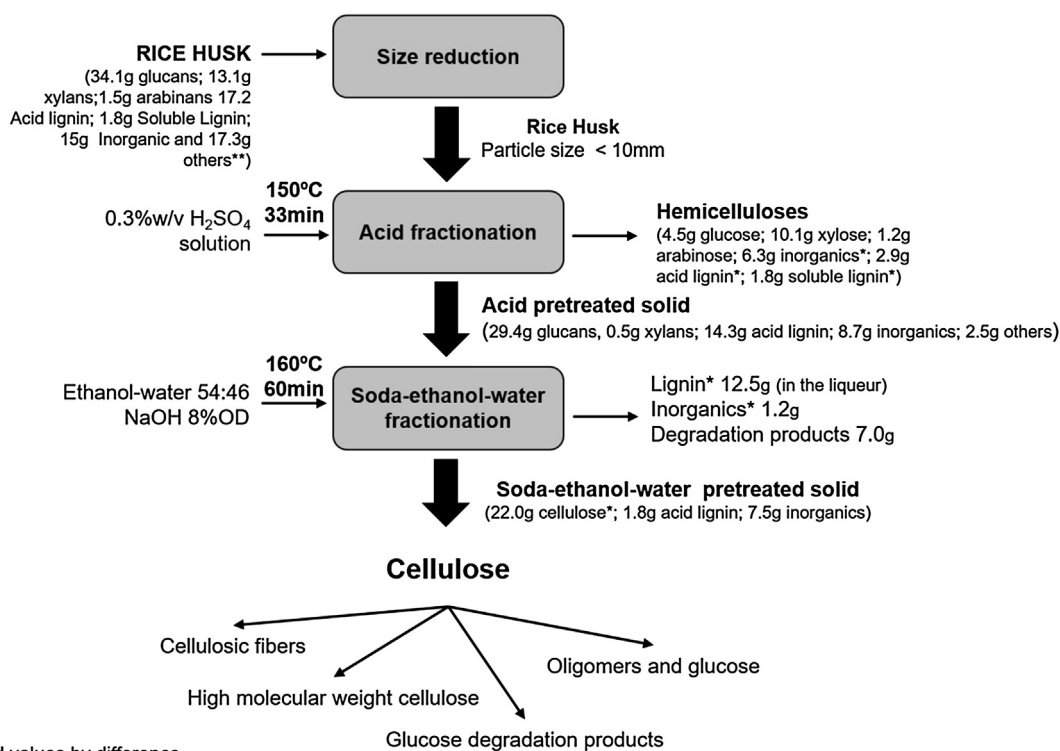 RICE HUSK
(34.1g glucans; 13.1g
xylans;1.5g arabinans 17.2
Acid lignin; 1.8g Soluble Lignin;
15g Inorganic and 17.3g
others**)
Size reduction
Rice Husk
Particle size < 10mm
0.3%w/v H₂SO₄
solution
150ºC
33min
Acid fractionation
Hemicelluloses
(4.5g glucose; 10.1g xylose; 1.2g
arabinose; 6.3g inorganics*; 2.9g
acid lignin*; 1.8g soluble lignin*)
Acid pretreated solid
(29.4g glucans, 0.5g xylans; 14.3g acid lignin; 8.7g inorganics; 2.5g others)
Ethanol-water 54:46
NaOH 8%OD
160ºC
60min
Soda-ethanol-water
fractionation
Lignin* 12.5g (in the liqueur)
Inorganics* 1.2g
Degradation products 7.0g
Soda-ethanol-water pretreated solid
(22.0g cellulose*; 1.8g acid lignin; 7.5g inorganics)
Cellulose
Cellulosic fibers
High molecular weight cellulose
Glucose degradation products
Oligomers and glucose
values by difference